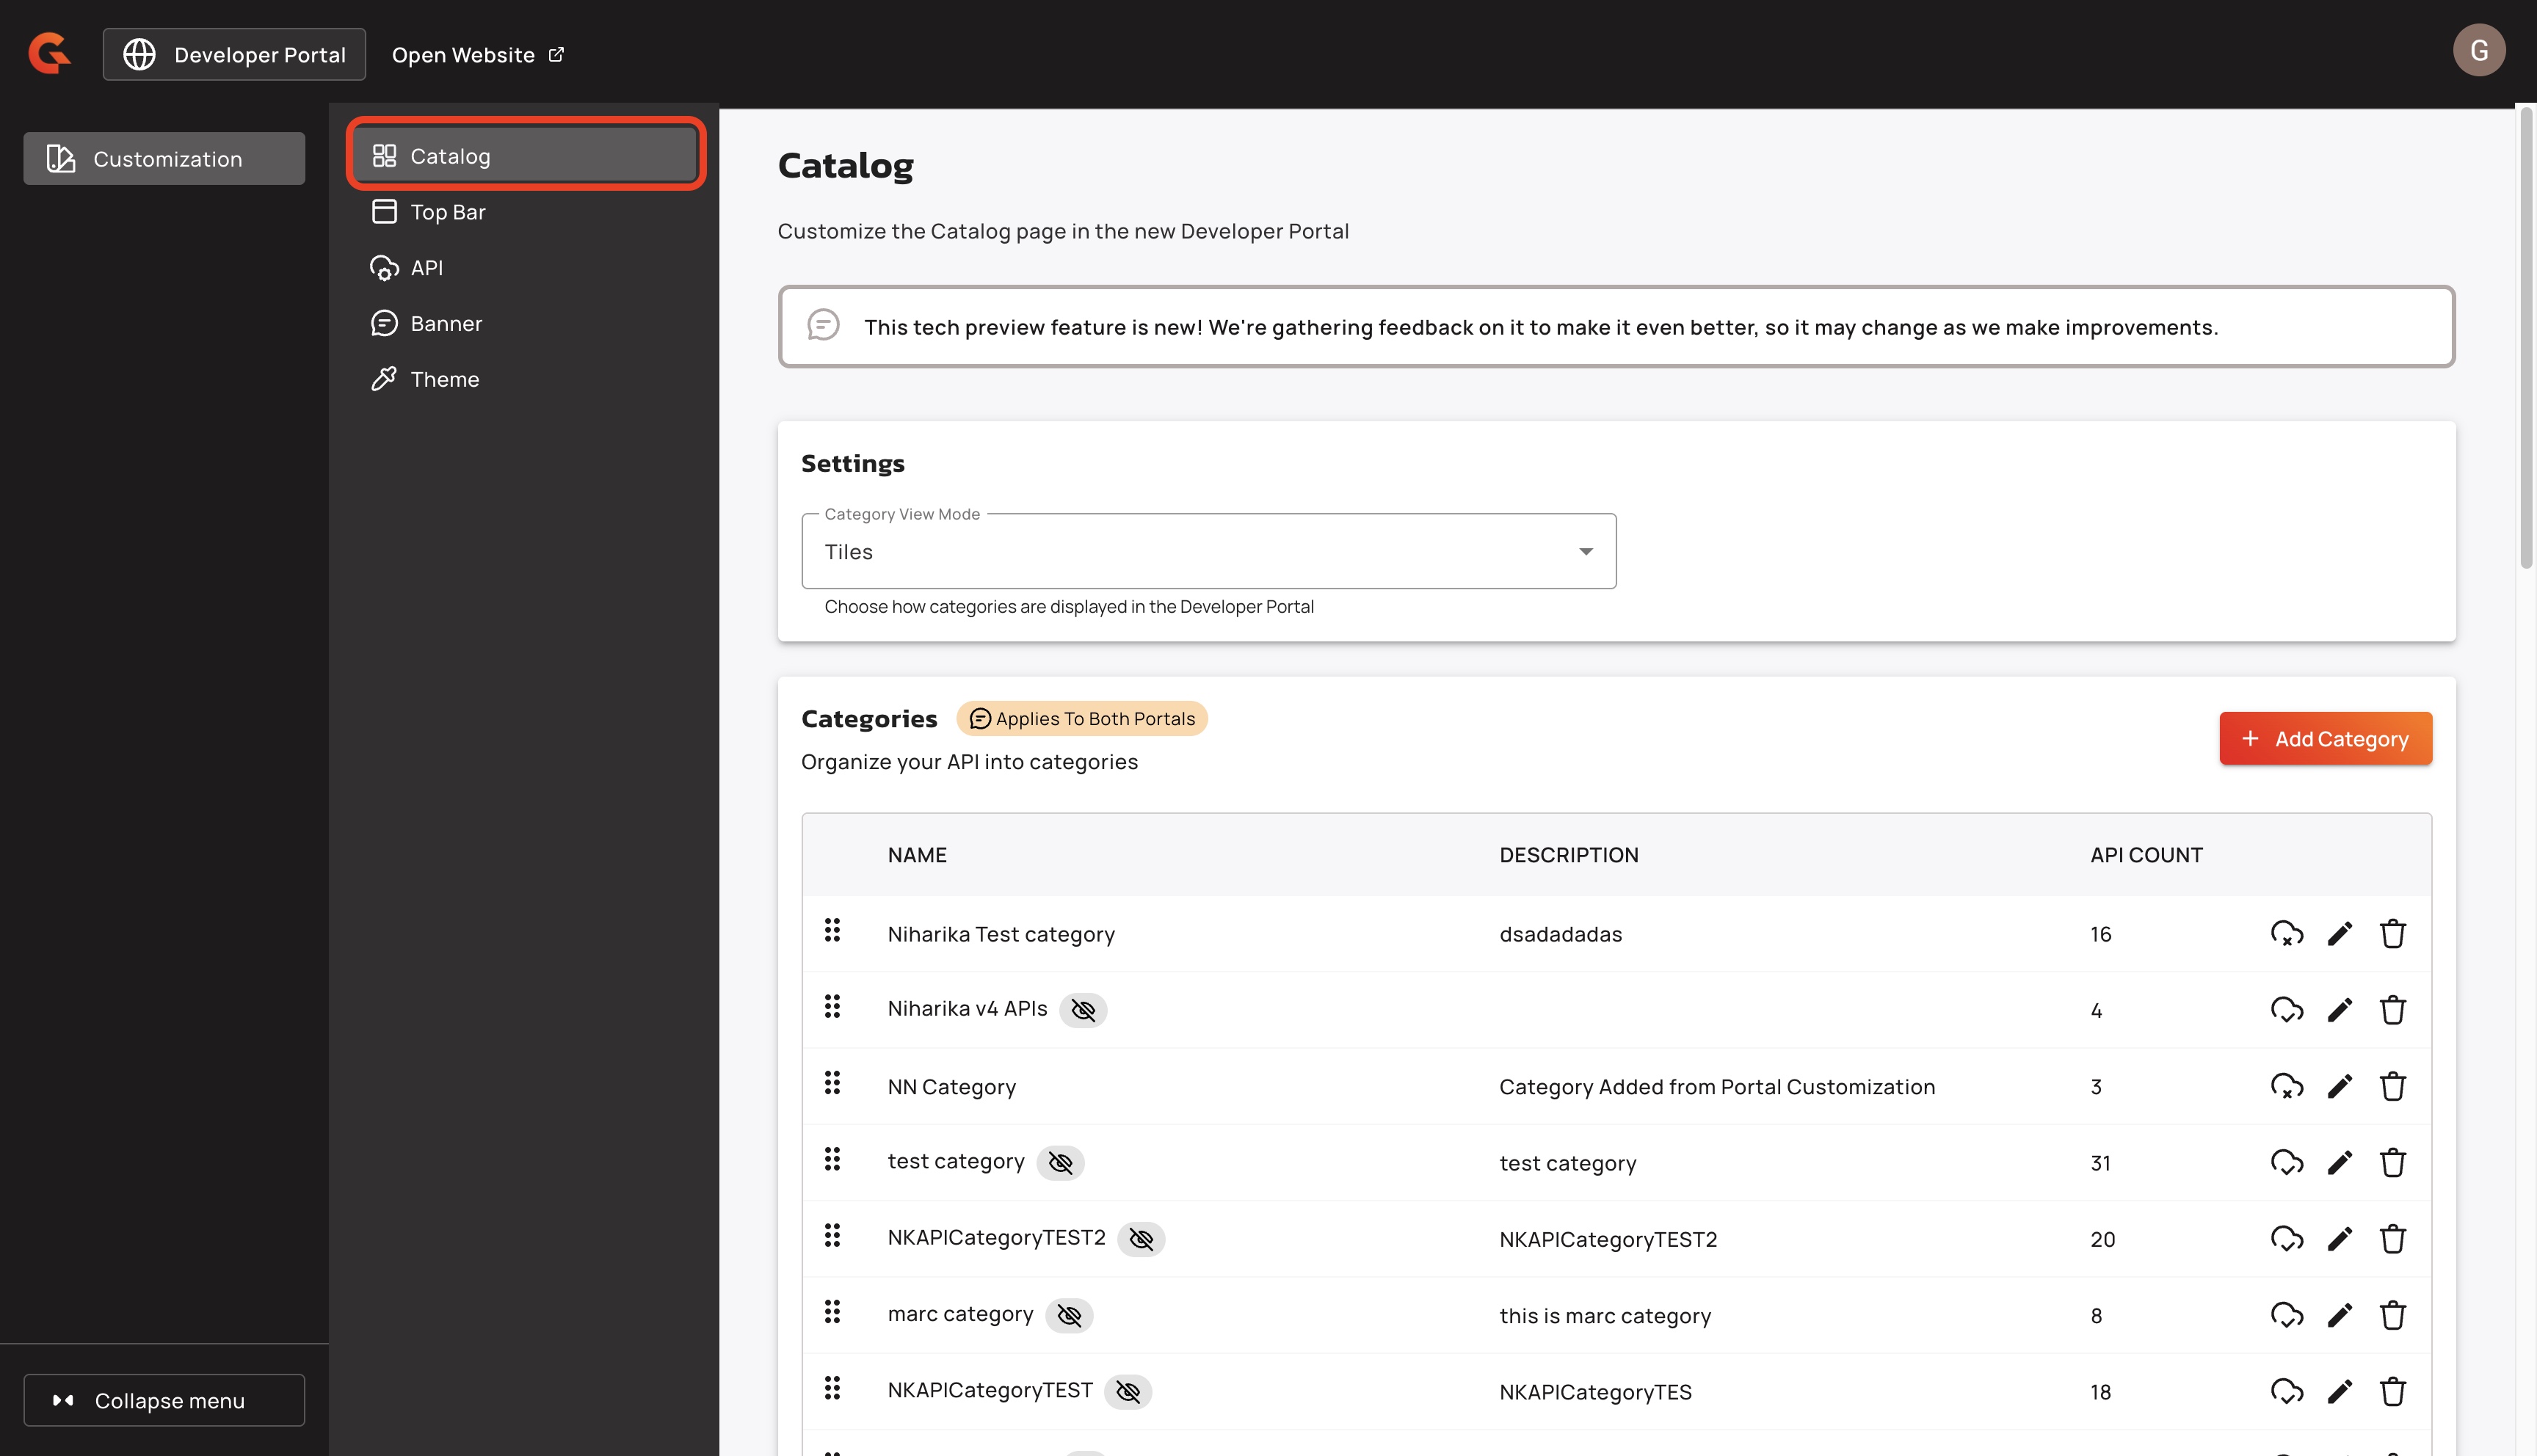 Developer Portal
Open Website
G
Customization
Catalog
Top Bar
API
Banner
Theme
Collapse menu
Catalog
Customize the Catalog page in the new Developer Portal
This tech preview feature is new! We're gathering feedback on it to make it even better, so it may change as we make improvements.
Settings
Category View Mode
Tiles
Choose how categories are displayed in the Developer Portal
Categories Applies To Both Portals
Organize your API into categories
+ Add Category
NAME DESCRIPTION API COUNT
Niharika Test category dsadadadas 16
Niharika v4 APIs 4
NN Category Category Added from Portal Customization 3
test category test category 31
NKAPICategoryTEST2 NKAPICategoryTEST2 20
marc category this is marc category 8
NKAPICategoryTEST NKAPICategoryTES 18